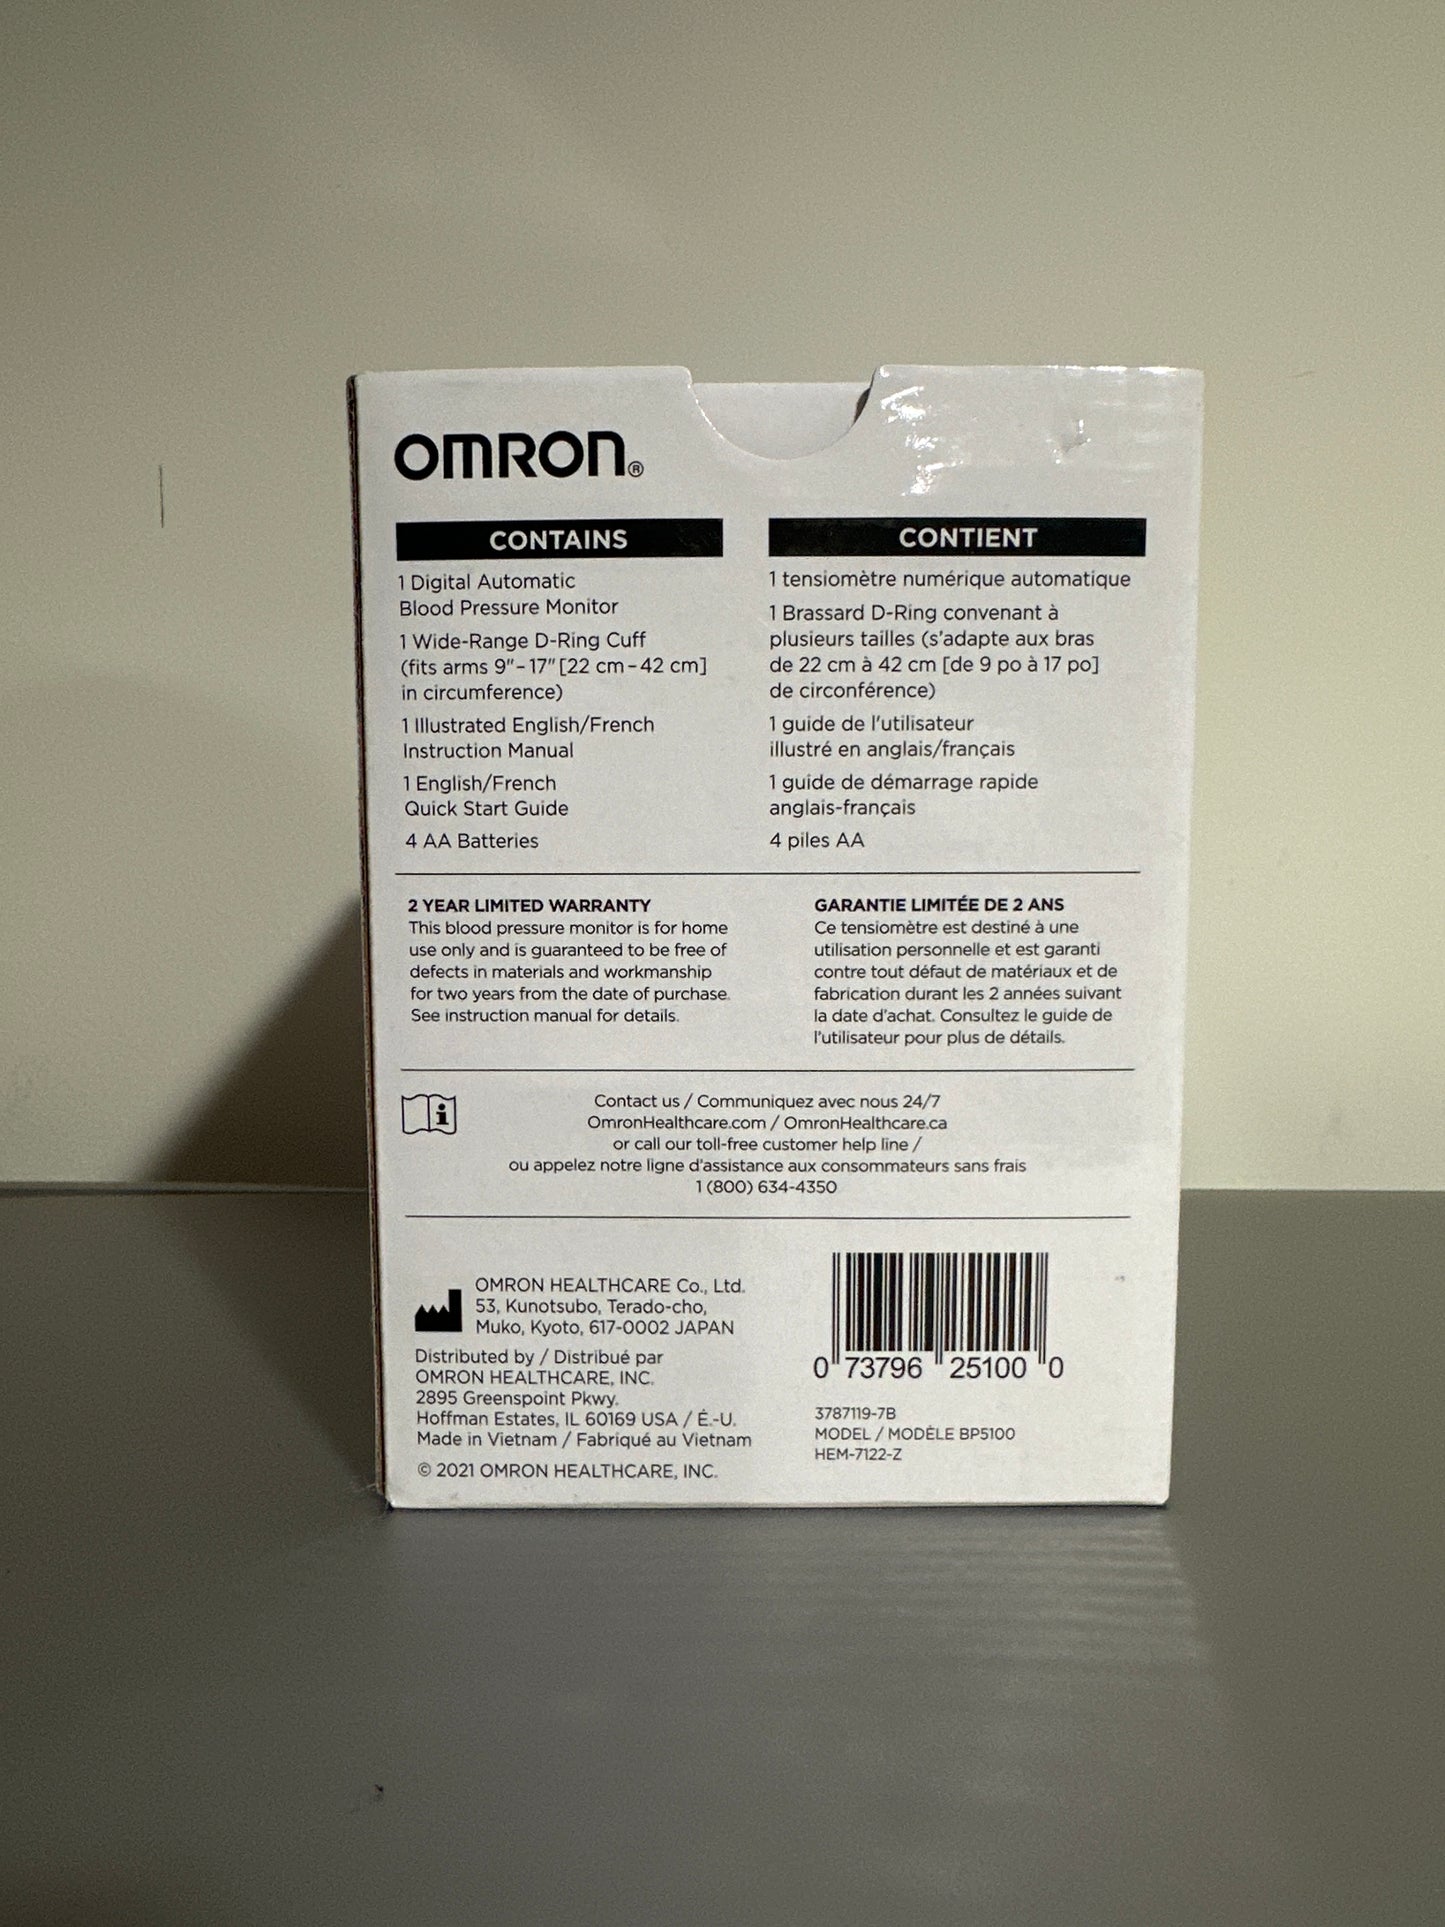 OMRON®
CONTAINS
1 Digital Automatic
Blood Pressure Monitor
1 Wide-Range D-Ring Cuff
(fits arms 9"–17" [22 cm–42 cm]
in circumference)
1 Illustrated English/French
Instruction Manual
1 English/French
Quick Start Guide
4 AA Batteries
CONTIENT
1 tensiomètre numérique automatique
1 Brassard D-Ring convenant à
plusieurs tailles (s'adapte aux bras
de 22 cm à 42 cm [de 9 po à 17 po]
de circonférence)
1 guide de l'utilisateur
illustré en anglais/français
1 guide de démarrage rapide
anglais-français
4 piles AA
2 YEAR LIMITED WARRANTY
This blood pressure monitor is for home
use only and is guaranteed to be free of
defects in materials and workmanship
for two years from the date of purchase.
See instruction manual for details.
GARANTIE LIMITÉE DE 2 ANS
Ce tensiomètre est destiné à une
utilisation personnelle et est garanti
contre tout défaut de matériaux et de
fabrication durant les 2 années suivant
la date d'achat. Consultez le guide de
l'utilisateur pour plus de détails.
Contact us / Communiquez avec nous 24/7
OmronHealthcare.com / OmronHealthcare.ca
or call our toll-free customer help line /
ou appelez notre ligne d'assistance aux consommateurs sans frais
1 (800) 634-4350
OMRON HEALTHCARE Co., Ltd.
53, Kunotsubo, Terado-cho,
Muko, Kyoto, 617-0002 JAPAN
Distributed by / Distribué par
OMRON HEALTHCARE, INC.
2895 Greenspoint Pkwy.
Hoffman Estates, IL 60169 USA / É.-U.
Made in Vietnam / Fabriqué au Vietnam
© 2021 OMRON HEALTHCARE, INC.
0 73796 25100 0
3787119-7B
MODEL / MODÈLE BP5100
HEM-7122-Z